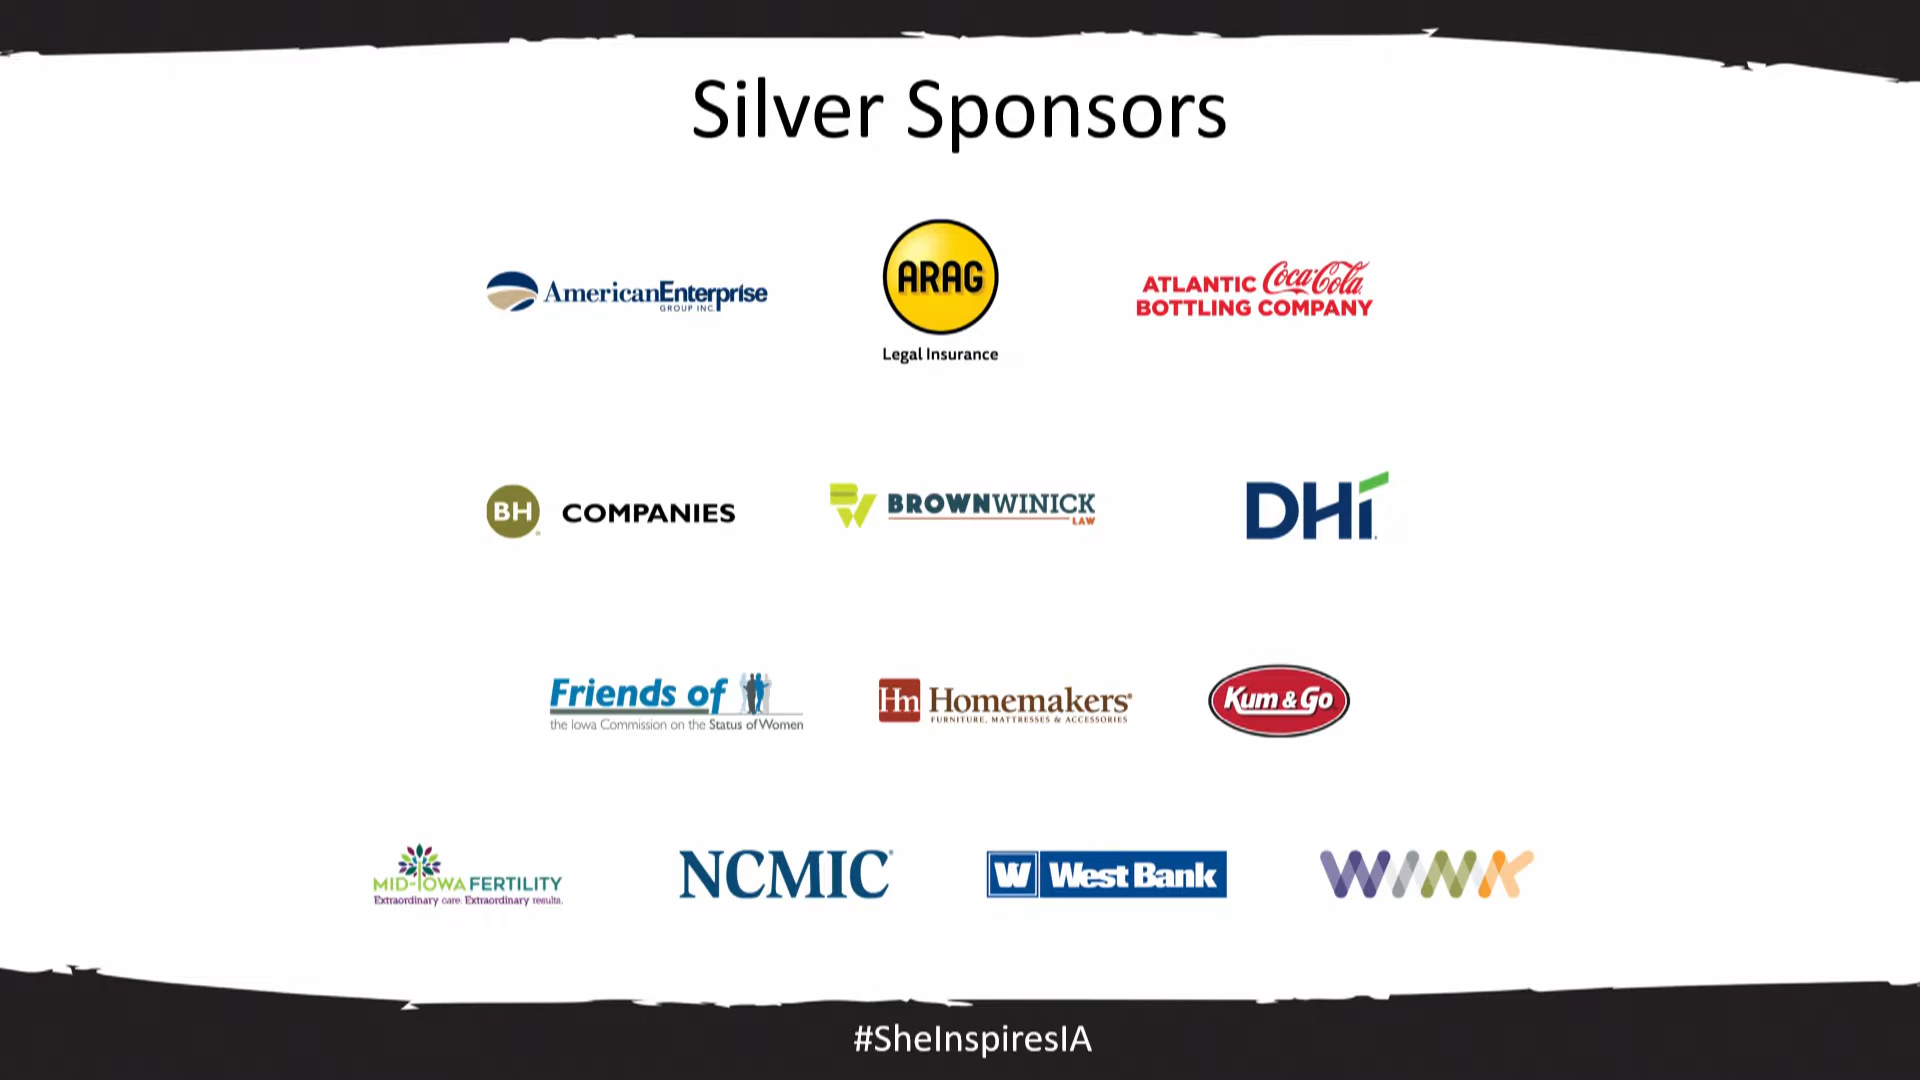 Silver Sponsors
AmericanEnterprise
GROUP INC.
ARAG
Legal Insurance
ATLANTIC Coca-Cola
BOTTLING COMPANY
BH COMPANIES
BW BROWNWINICK
LAW
DHi
Friends of
the Iowa Commission on the Status of Women
Hm Homemakers®
FURNITURE, MATTRESSES & ACCESSORIES
Kum & Go
MID-IOWA FERTILITY
Extraordinary care. Extraordinary results.
NCMIC®
W West Bank
WINK
#SheInspiresIA